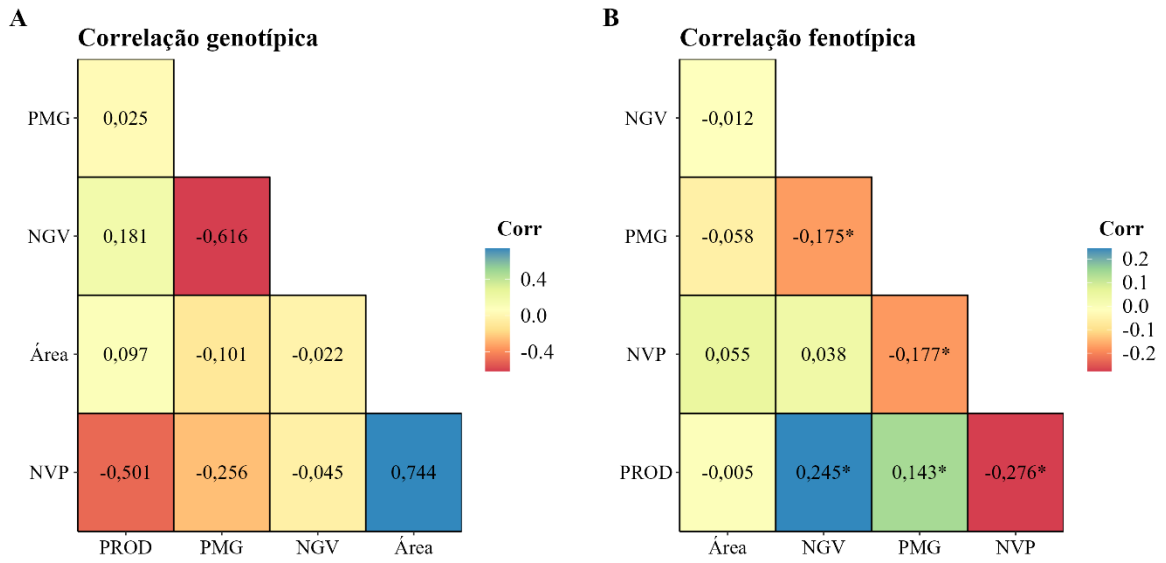 A
Correlação genotípica
PMG 0,025
NGV 0,181 -0,616
Área 0,097 -0,101 -0,022
NVP -0,501 -0,256 -0,045 0,744
PROD PMG NGV Área
Corr
0.4
0.0
-0.4
B
Correlação fenotípica
NGV -0,012
PMG -0,058 -0,175*
NVP 0,055 0,038 -0,177*
PROD -0,005 0,245* 0,143* -0,276*
Área NGV PMG NVP
Corr
0.2
0.1
0.0
-0.1
-0.2